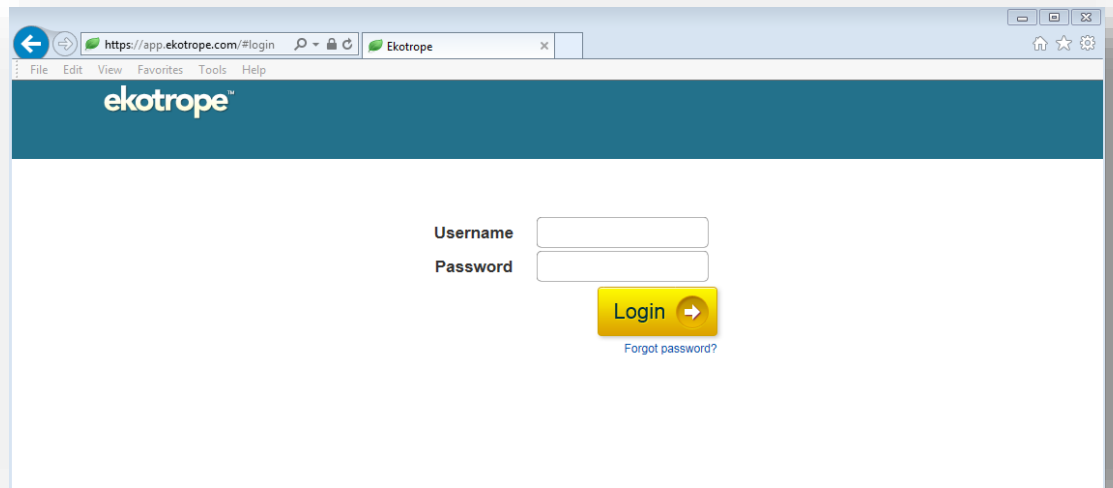 https://app.ekotrope.com/#login
Ekotrope
File Edit View Favorites Tools Help
ekotrope™
Username
Password
Login
Forgot password?